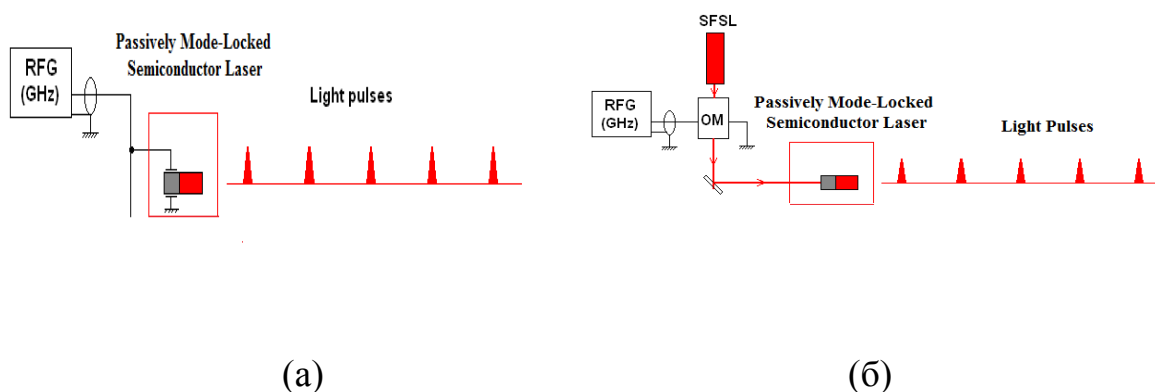 RFG
(GHz)
Passively Mode-Locked
Semiconductor Laser
Light pulses
SFSL
RFG
(GHz)
OM
Passively Mode-Locked
Semiconductor Laser
Light Pulses
(а)
(б)